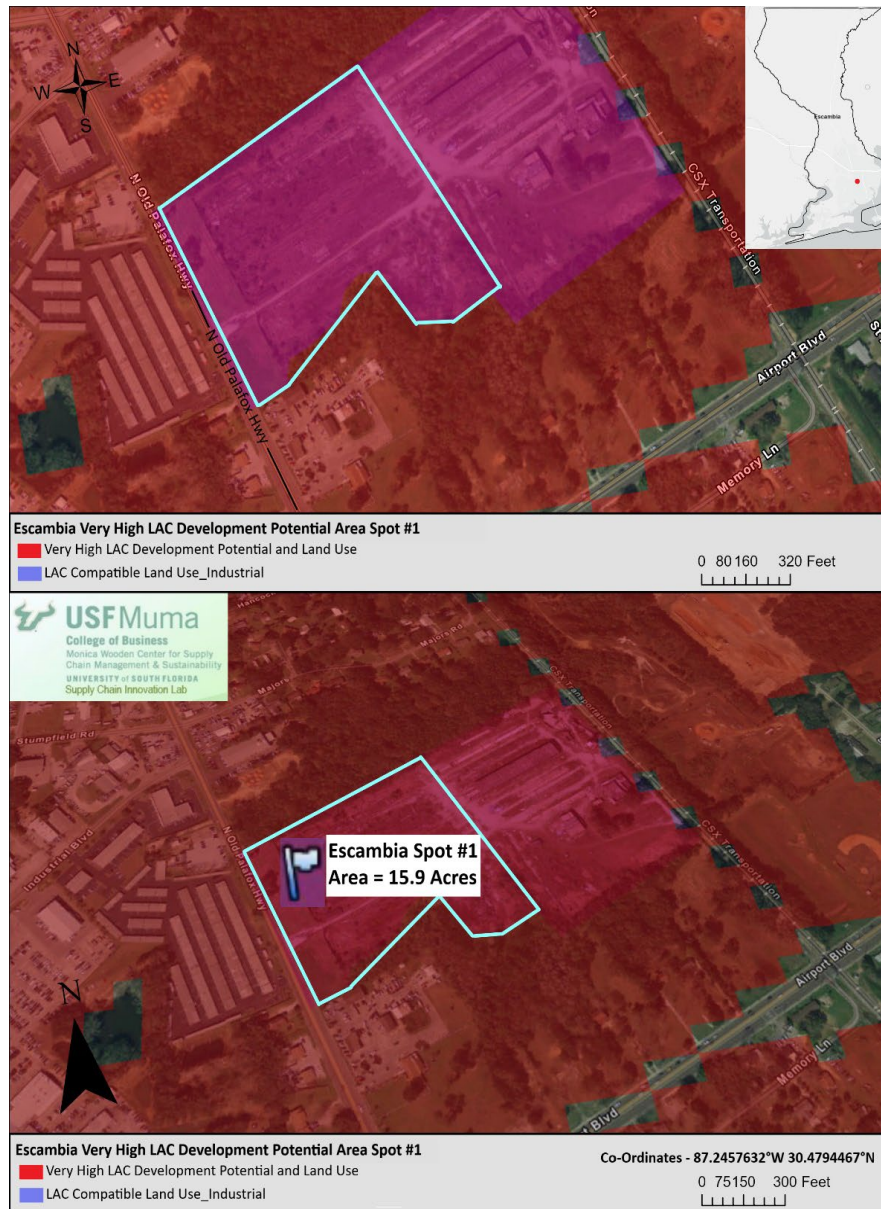 N
W
E
S
N Old Palafox Hwy
N Old Palafox Hwy
CSX Transportation
Escambia
Airport Blvd
Memory Ln
Escambia Very High LAC Development Potential Area Spot #1
Very High LAC Development Potential and Land Use
LAC Compatible Land Use_Industrial
0 80 160 320 Feet
USF Muma
College of Business
Monica Wooden Center for Supply
Chain Management & Sustainability
UNIVERSITY of SOUTH FLORIDA
Supply Chain Innovation Lab
Majors Rd
Majors
Stumpfield Rd
Industrial Blvd
N Old Palafox Hwy
CSX Transportation
CSX Transportation
Escambia Spot #1
Area = 15.9 Acres
Airport Blvd
Memory Ln
Blvd
N
Escambia Very High LAC Development Potential Area Spot #1
Co-Ordinates - 87.2457632°W 30.4794467°N
Very High LAC Development Potential and Land Use
LAC Compatible Land Use_Industrial
0 75 150 300 Feet